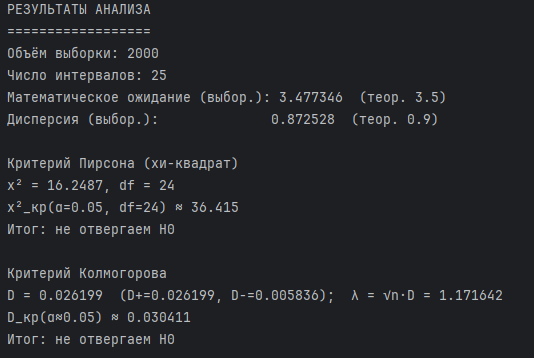 РЕЗУЛЬТАТЫ АНАЛИЗА
==================
Объём выборки: 2000
Число интервалов: 25
Математическое ожидание (выбор.): 3.477346  (теор. 3.5)
Дисперсия (выбор.):              0.872528  (теор. 0.9)
Критерий Пирсона (хи-квадрат)
χ² = 16.2487, df = 24
χ²_кр(α=0.05, df=24) ≈ 36.415
Итог: не отвергаем H0
Критерий Колмогорова
D = 0.026199  (D+=0.026199, D-=0.005836);  λ = √n·D = 1.171642
D_кр(α≈0.05) ≈ 0.030411
Итог: не отвергаем H0